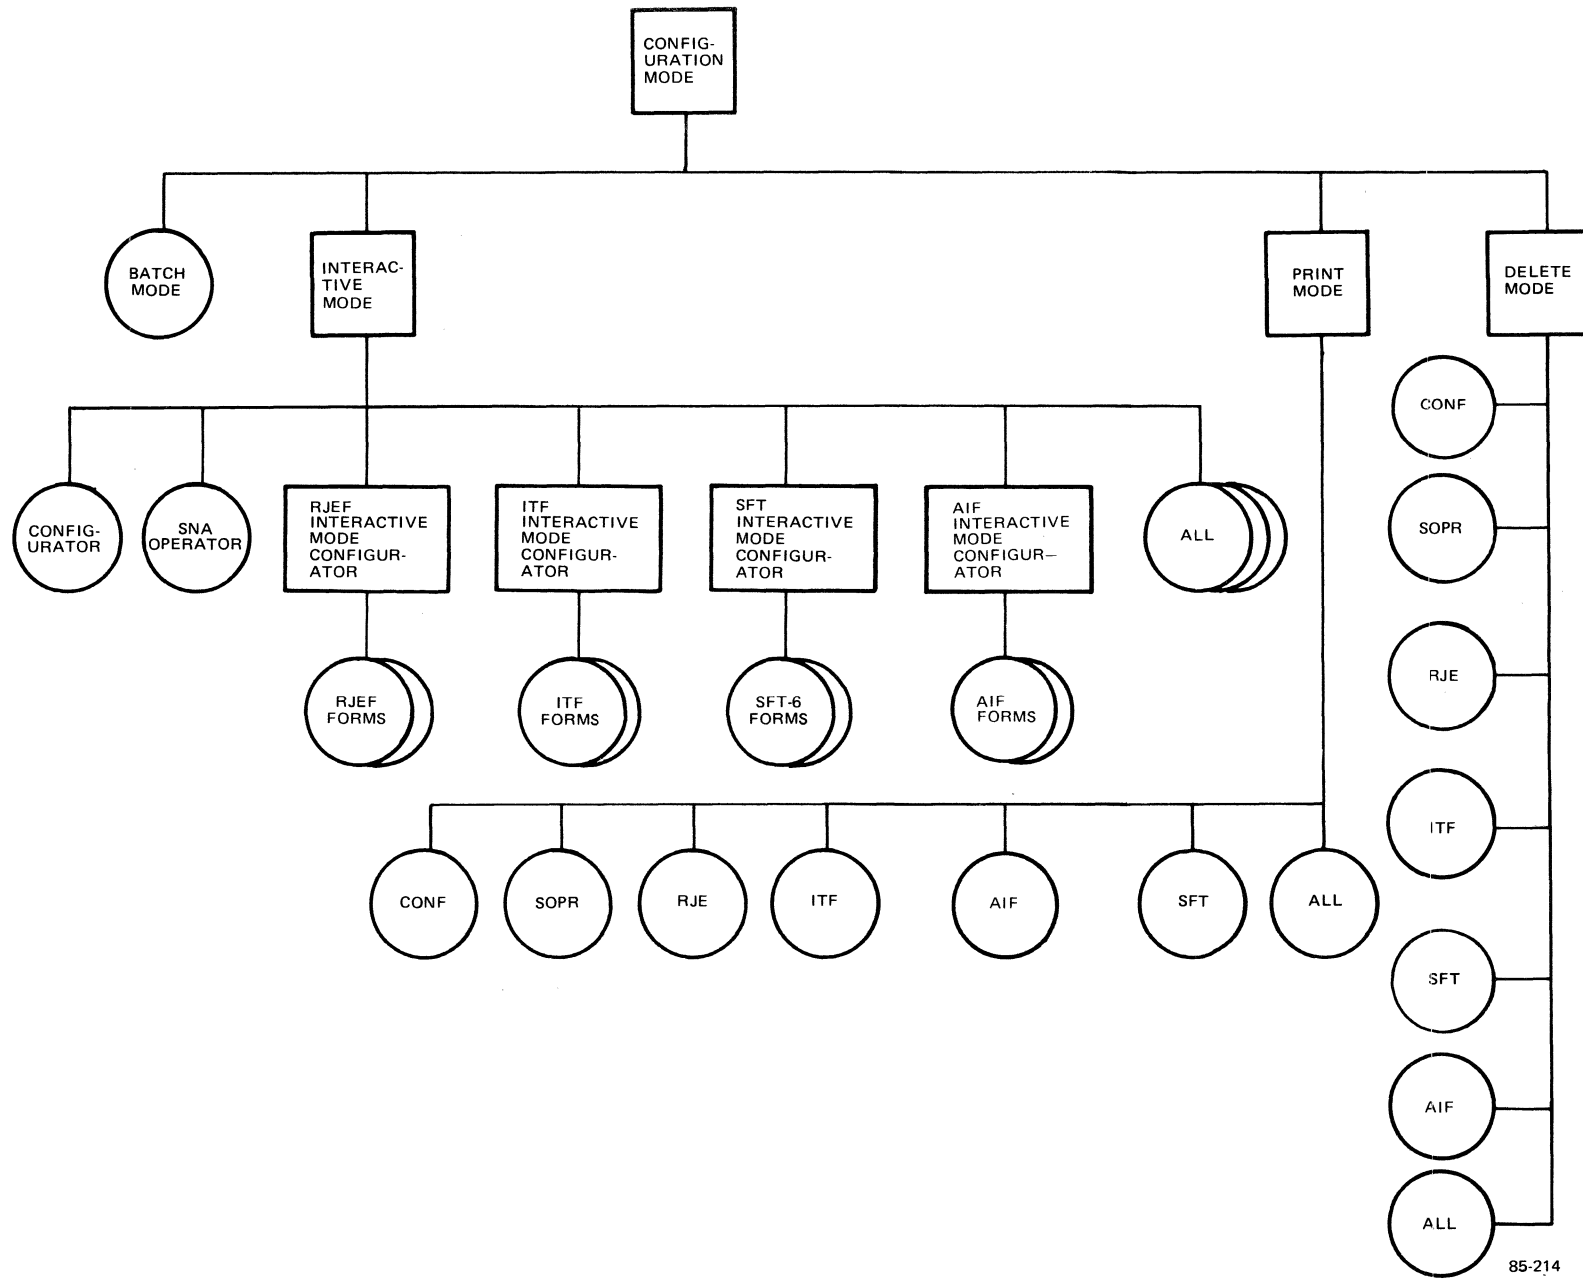 CONFIG-
URATION
MODE
BATCH
MODE
INTERAC-
TIVE
MODE
PRINT
MODE
DELETE
MODE
CONFIG-
URATOR
SNA
OPERATOR
RJEF
INTERACTIVE
MODE
CONFIGUR-
ATOR
ITF
INTERACTIVE
MODE
CONFIGUR-
ATOR
SFT
INTERACTIVE
MODE
CONFIGUR-
ATOR
AIF
INTERACTIVE
MODE
CONFIGUR—
ATOR
ALL
RJEF
FORMS
ITF
FORMS
SFT-6
FORMS
AIF
FORMS
CONF
SOPR
RJE
ITF
AIF
SFT
ALL
CONF
SOPR
RJE
ITF
SFT
AIF
ALL
85-214